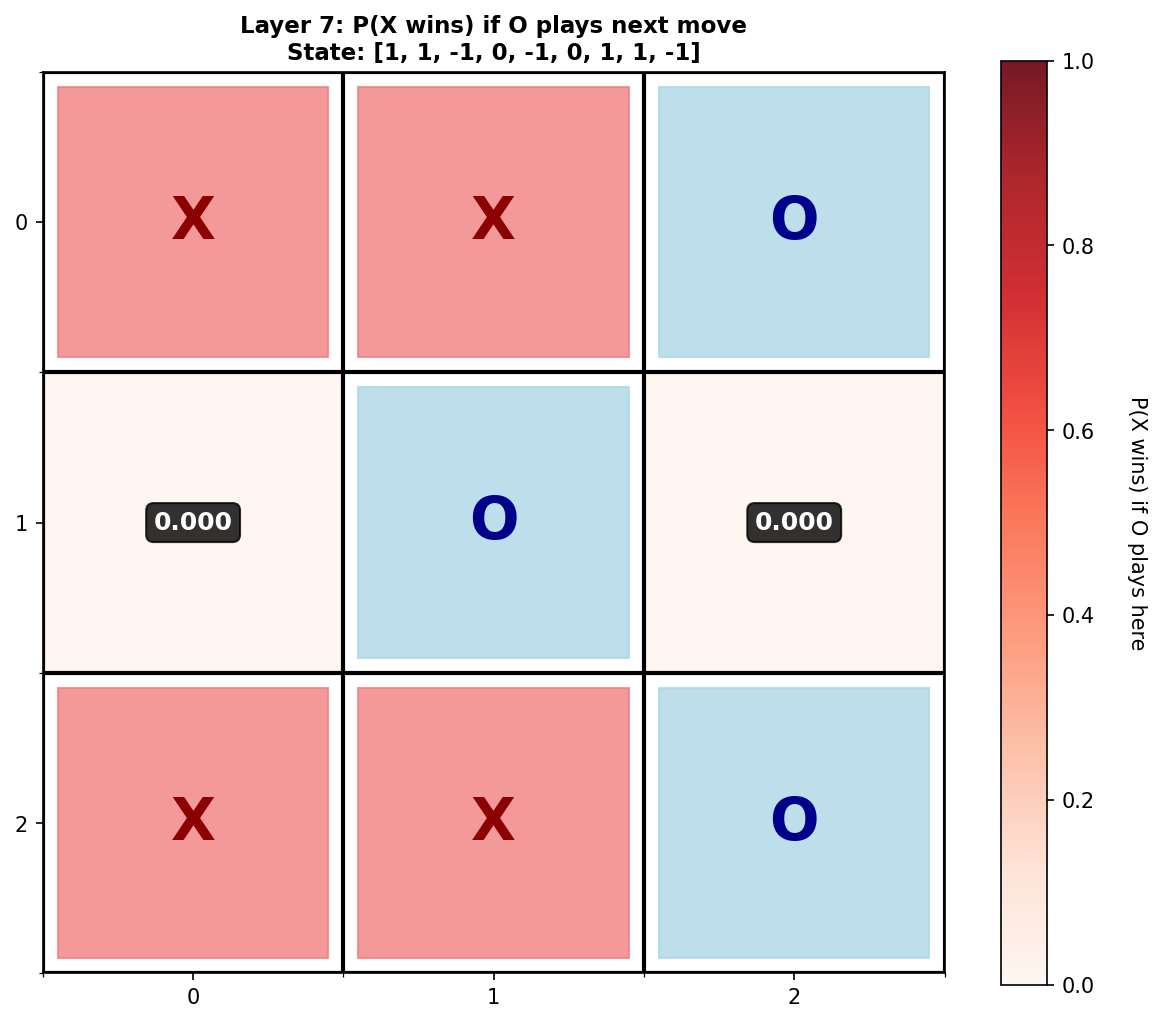 Layer 7: P(X wins) if O plays next move
State: [1, 1, -1, 0, -1, 0, 1, 1, -1]
0
X
X
O
1
0.000
O
0.000
2
X
X
O
0
1
2
1.0
0.8
0.6
0.4
0.2
0.0
P(X wins) if O plays here